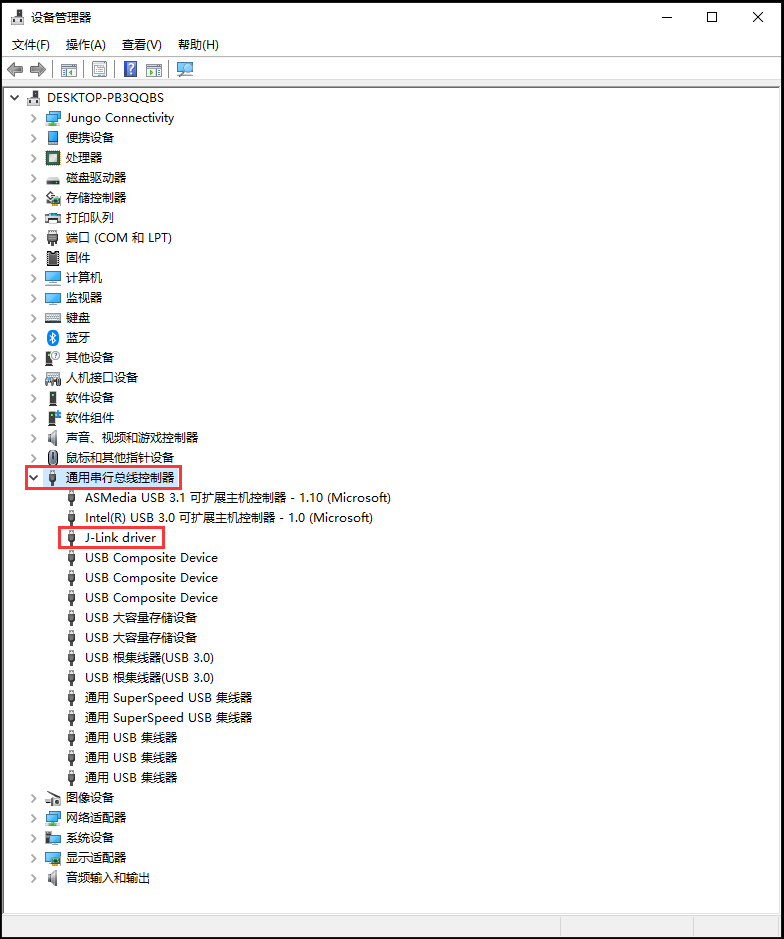 设备管理器
文件(F) 操作(A) 查看(V) 帮助(H)
DESKTOP-PB3QQBS
Jungo Connectivity
便携设备
处理器
磁盘驱动器
存储控制器
打印队列
端口 (COM 和 LPT)
固件
计算机
监视器
键盘
蓝牙
其他设备
人机接口设备
软件设备
软件组件
声音、视频和游戏控制器
鼠标和其他指针设备
通用串行总线控制器
ASMedia USB 3.1 可扩展主机控制器 - 1.10 (Microsoft)
Intel(R) USB 3.0 可扩展主机控制器 - 1.0 (Microsoft)
J-Link driver
USB Composite Device
USB Composite Device
USB Composite Device
USB 大容量存储设备
USB 大容量存储设备
USB 根集线器(USB 3.0)
USB 根集线器(USB 3.0)
通用 SuperSpeed USB 集线器
通用 SuperSpeed USB 集线器
通用 USB 集线器
通用 USB 集线器
通用 USB 集线器
图像设备
网络适配器
系统设备
显示适配器
音频输入和输出